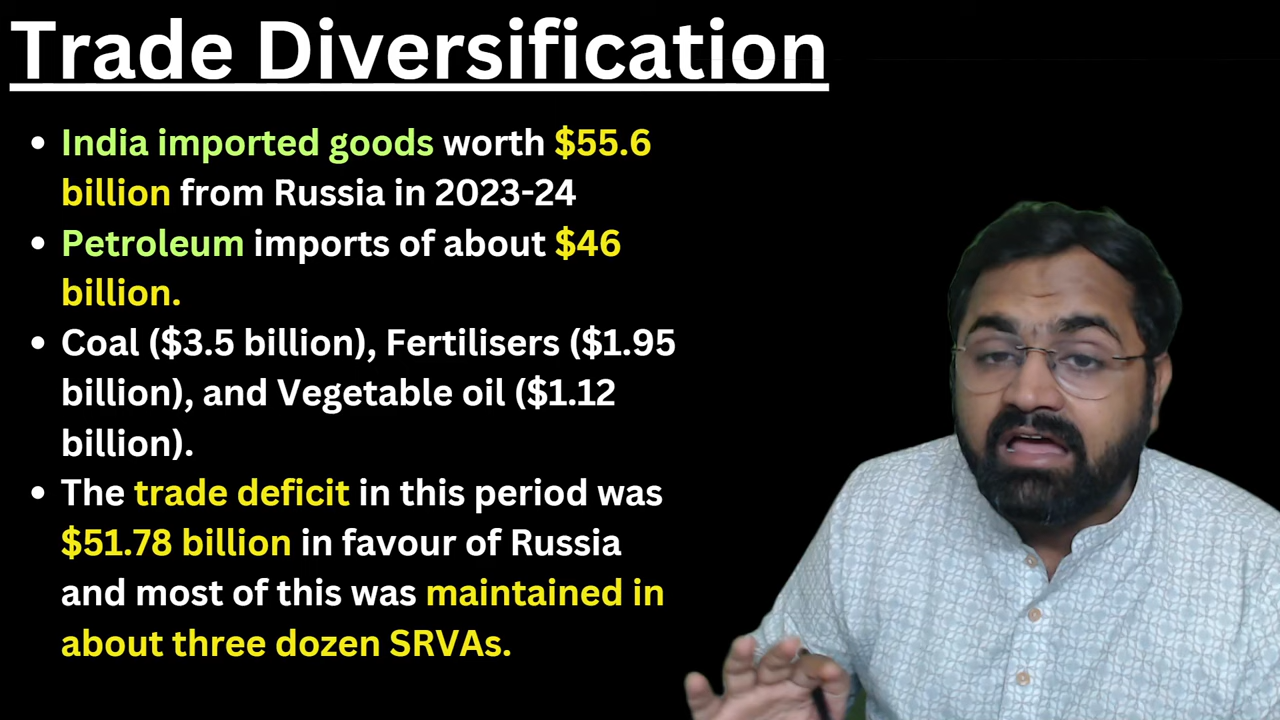 Trade Diversification
• India imported goods worth $55.6
billion from Russia in 2023-24
• Petroleum imports of about $46
billion.
• Coal ($3.5 billion), Fertilisers ($1.95
billion), and Vegetable oil ($1.12
billion).
• The trade deficit in this period was
$51.78 billion in favour of Russia
and most of this was maintained in
about three dozen SRVAs.